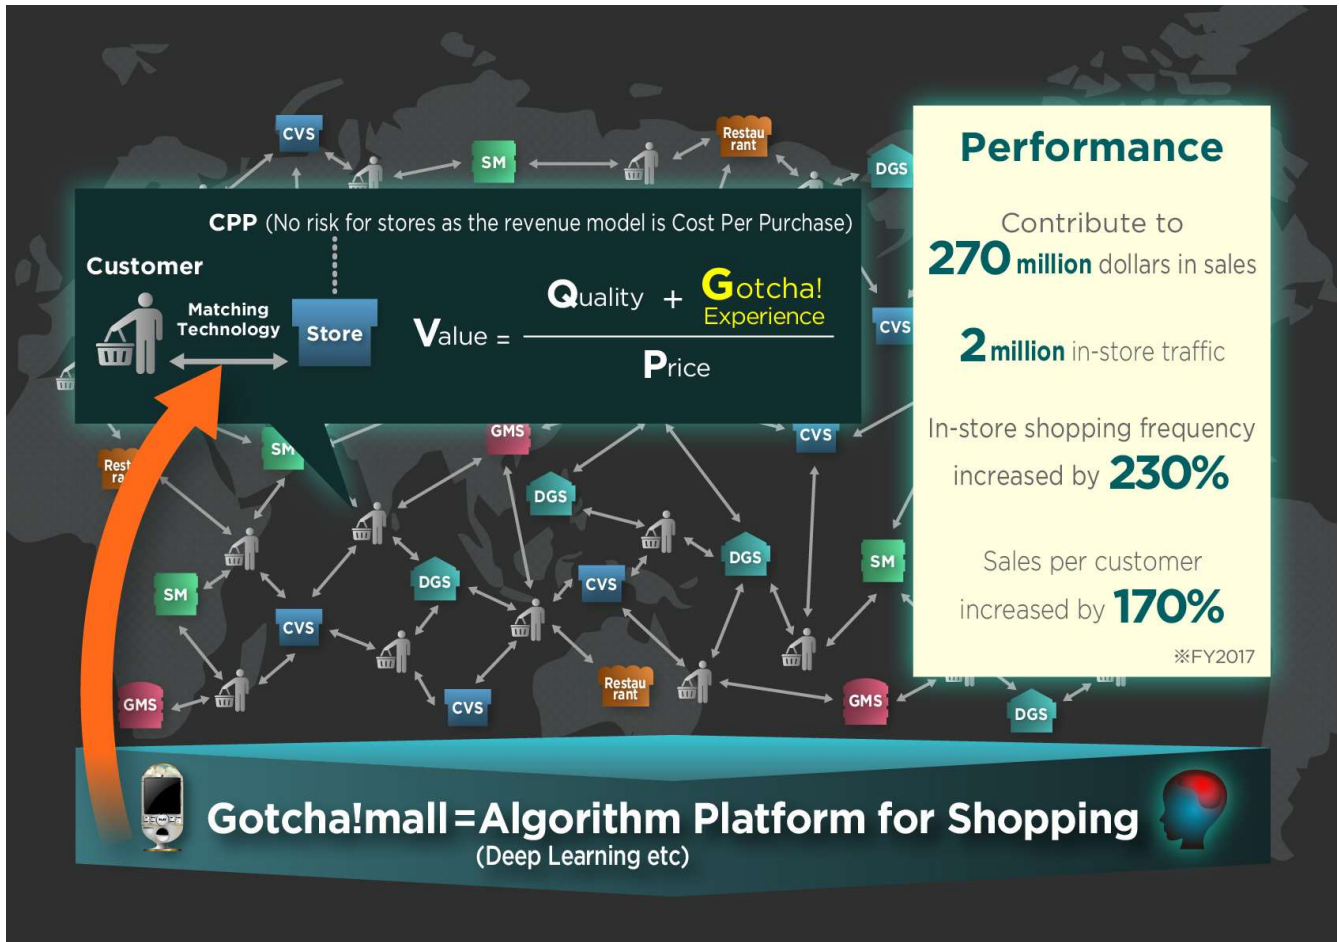 CVS
SM
Restau
rant
DGS
CPP (No risk for stores as the revenue model is Cost Per Purchase)
Customer
Matching
Technology
Store
Value =
Quality + Gotcha!
Experience
Price
CVS
Performance
Contribute to
270 million dollars in sales
2 million in-store traffic
In-store shopping frequency
increased by 230%
Sales per customer
increased by 170%
※FY2017
GMS
CVS
SM
Rest
ra
DGS
DGS
SM
DGS
CVS
SM
CVS
Restau
rant
GMS
CVS
GMS
DGS
Gotcha!mall=Algorithm Platform for Shopping
(Deep Learning etc)